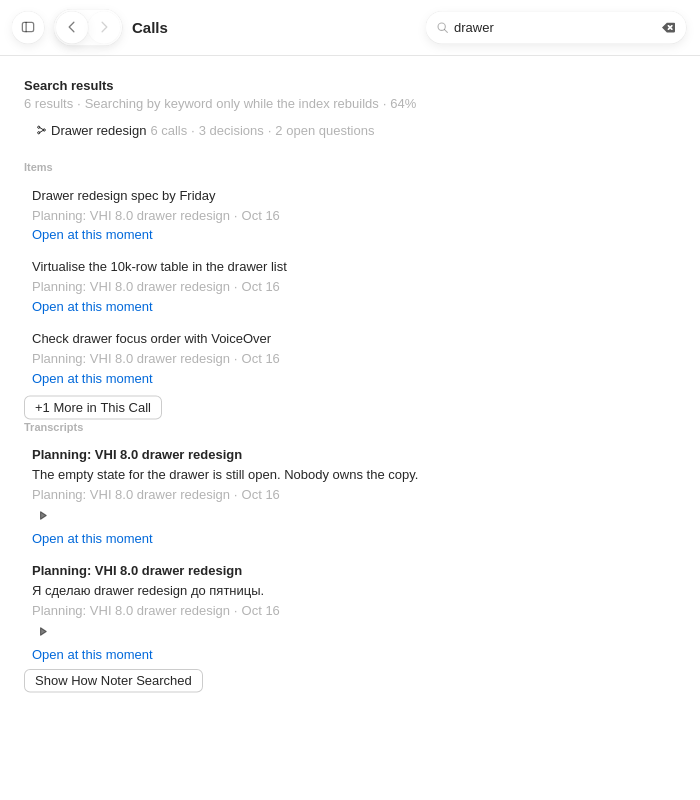 Calls
drawer
Search results
6 results · Searching by keyword only while the index rebuilds · 64%
Drawer redesign 6 calls · 3 decisions · 2 open questions
Items
Drawer redesign spec by Friday
Planning: VHI 8.0 drawer redesign · Oct 16
Open at this moment
Virtualise the 10k-row table in the drawer list
Planning: VHI 8.0 drawer redesign · Oct 16
Open at this moment
Check drawer focus order with VoiceOver
Planning: VHI 8.0 drawer redesign · Oct 16
Open at this moment
+1 More in This Call
Transcripts
Planning: VHI 8.0 drawer redesign
The empty state for the drawer is still open. Nobody owns the copy.
Planning: VHI 8.0 drawer redesign · Oct 16
Open at this moment
Planning: VHI 8.0 drawer redesign
Я сделаю drawer redesign до пятницы.
Planning: VHI 8.0 drawer redesign · Oct 16
Open at this moment
Show How Noter Searched